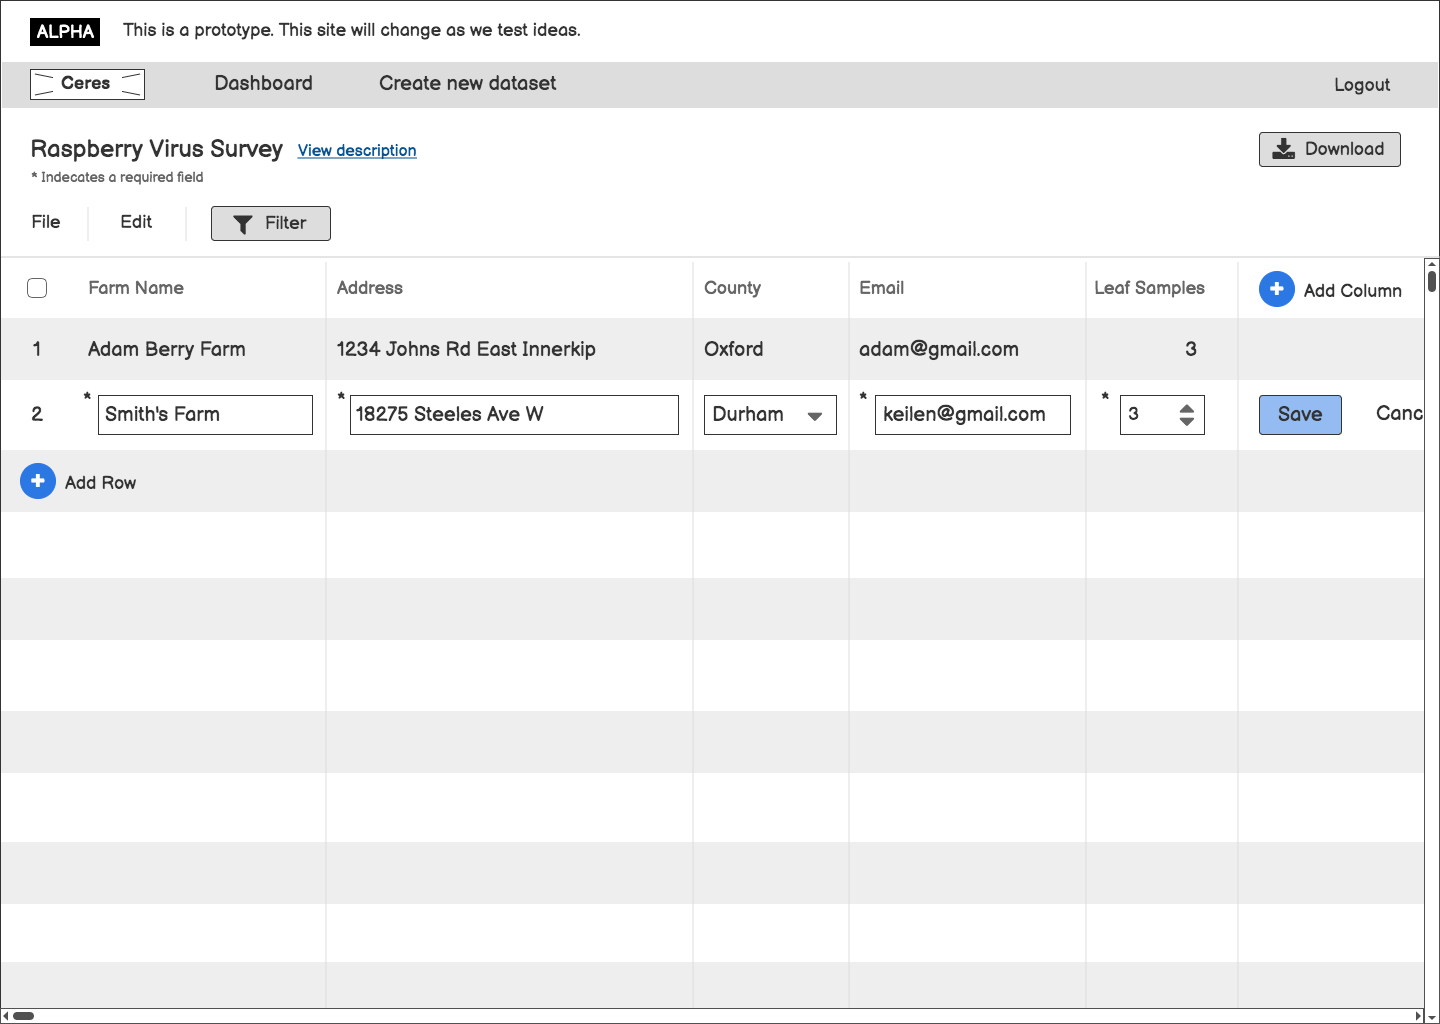 ALPHA This is a prototype. This site will change as we test ideas.
Ceres Dashboard Create new dataset Logout
Raspberry Virus Survey View description Download
* Indecates a required field
File Edit Filter
Farm Name Address County Email Leaf Samples + Add Column
1 Adam Berry Farm 1234 Johns Rd East Innerkip Oxford adam@gmail.com 3
2 * Smith's Farm * 18275 Steeles Ave W Durham * keilen@gmail.com * 3 Save Canc
+ Add Row